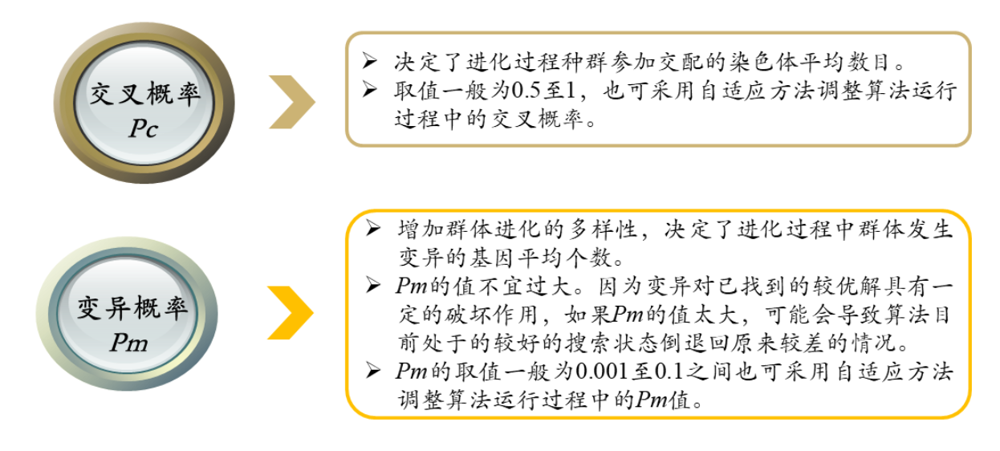 交叉概率
Pc
➢ 决定了进化过程种群参加交配的染色体平均数目。
➢ 取值一般为0.5至1，也可采用自适应方法调整算法运行
过程中的交叉概率。
变异概率
Pm
➢ 增加群体进化的多样性，决定了进化过程中群体发生
变异的基因平均个数。
➢ Pm的值不宜过大。因为变异对已找到的较优解具有一
定的破坏作用，如果Pm的值太大，可能会导致算法目
前处于的较好的搜索状态倒退回原来较差的情况。
➢ Pm的取值一般为0.001至0.1之间也可采用自适应方法
调整算法运行过程中的Pm值。